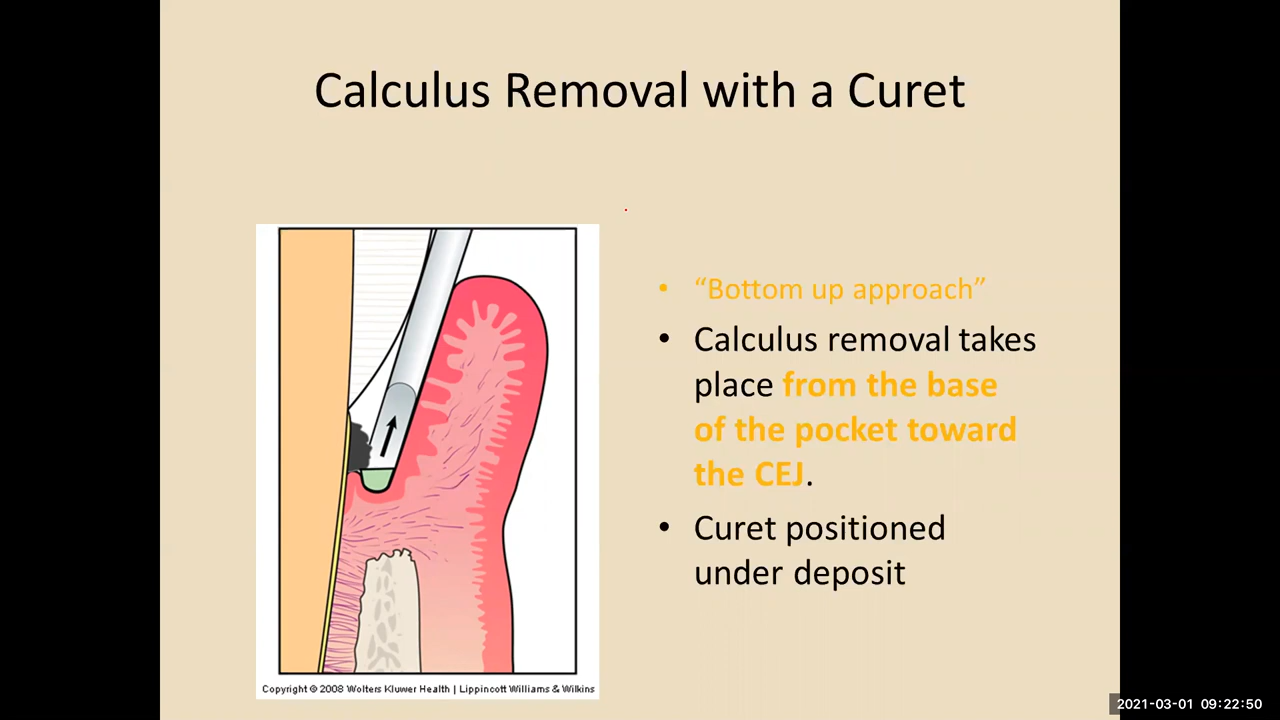 Calculus Removal with a Curet
• “Bottom up approach”
• Calculus removal takes
place from the base
of the pocket toward
the CEJ.
• Curet positioned
under deposit
Copyright © 2008 Wolters Kluwer Health | Lippincott Williams & Wilkins
2021-03-01 09:22:50